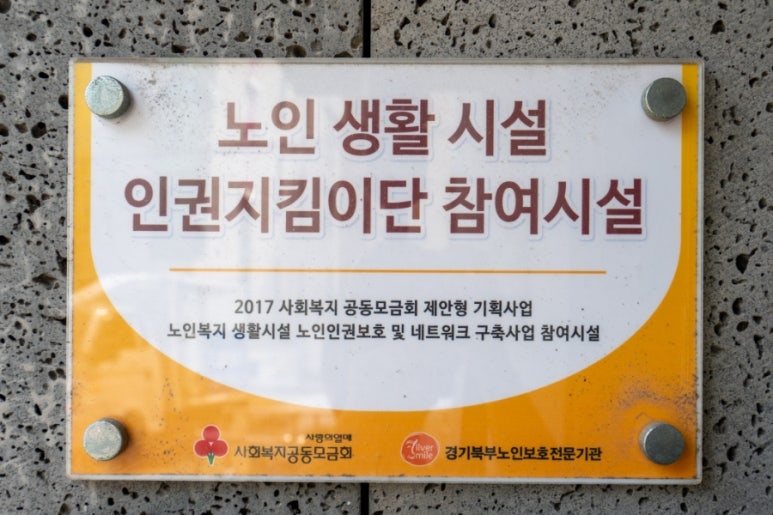 노인 생활 시설
인권지킴이단 참여시설
2017 사회복지 공동모금회 제안형 기획사업
노인복지 생활시설 노인인권보호 및 네트워크 구축사업 참여시설
사랑의열매
사회복지공동모금회
Silver
Smile
경기북부노인보호전문기관